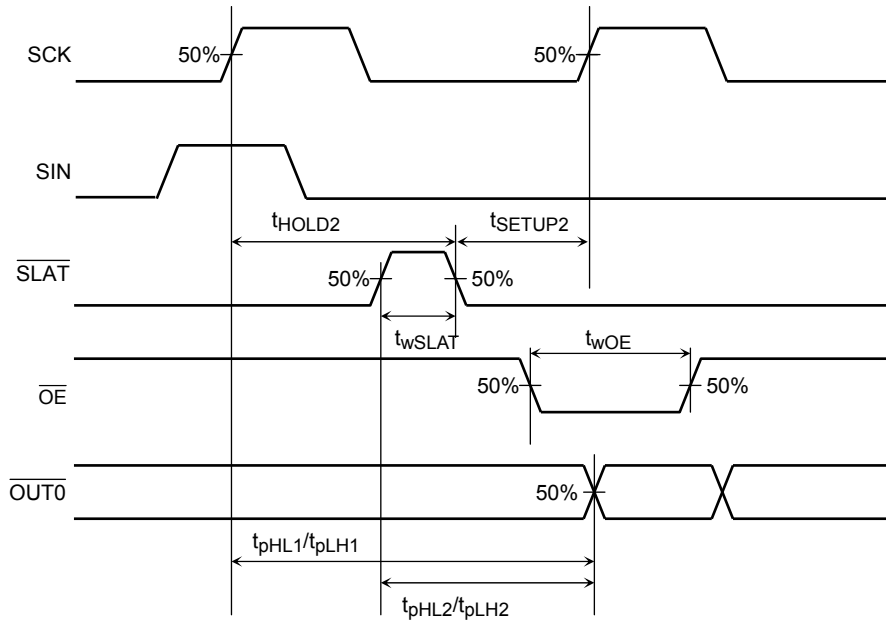 SCK 50% 50%
SIN
tHOLD2 tSETUP2
SLAT 50% 50%
twSLAT twOE
OE 50% 50%
OUT0 50%
tpHL1/tpLH1
tpHL2/tpLH2